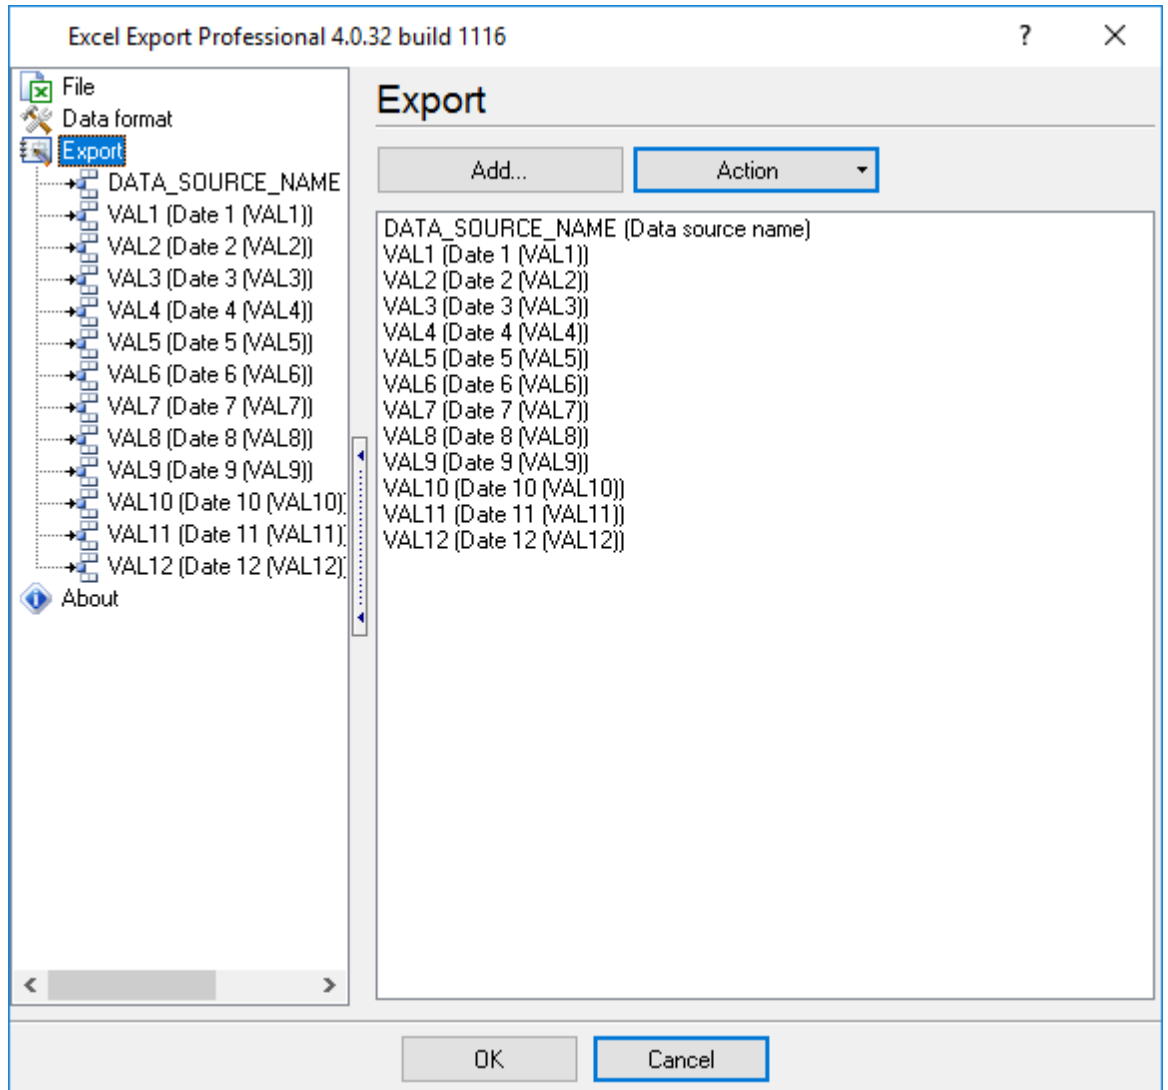 Excel Export Professional 4.0.32 build 1116
?
File
Data format
Export
DATA_SOURCE_NAME
VAL1 (Date 1 (VAL1))
VAL2 (Date 2 (VAL2))
VAL3 (Date 3 (VAL3))
VAL4 (Date 4 (VAL4))
VAL5 (Date 5 (VAL5))
VAL6 (Date 6 (VAL6))
VAL7 (Date 7 (VAL7))
VAL8 (Date 8 (VAL8))
VAL9 (Date 9 (VAL9))
VAL10 (Date 10 (VAL10))
VAL11 (Date 11 (VAL11))
VAL12 (Date 12 (VAL12))
About
Export
Add...
Action
DATA_SOURCE_NAME (Data source name)
VAL1 (Date 1 (VAL1))
VAL2 (Date 2 (VAL2))
VAL3 (Date 3 (VAL3))
VAL4 (Date 4 (VAL4))
VAL5 (Date 5 (VAL5))
VAL6 (Date 6 (VAL6))
VAL7 (Date 7 (VAL7))
VAL8 (Date 8 (VAL8))
VAL9 (Date 9 (VAL9))
VAL10 (Date 10 (VAL10))
VAL11 (Date 11 (VAL11))
VAL12 (Date 12 (VAL12))
OK
Cancel